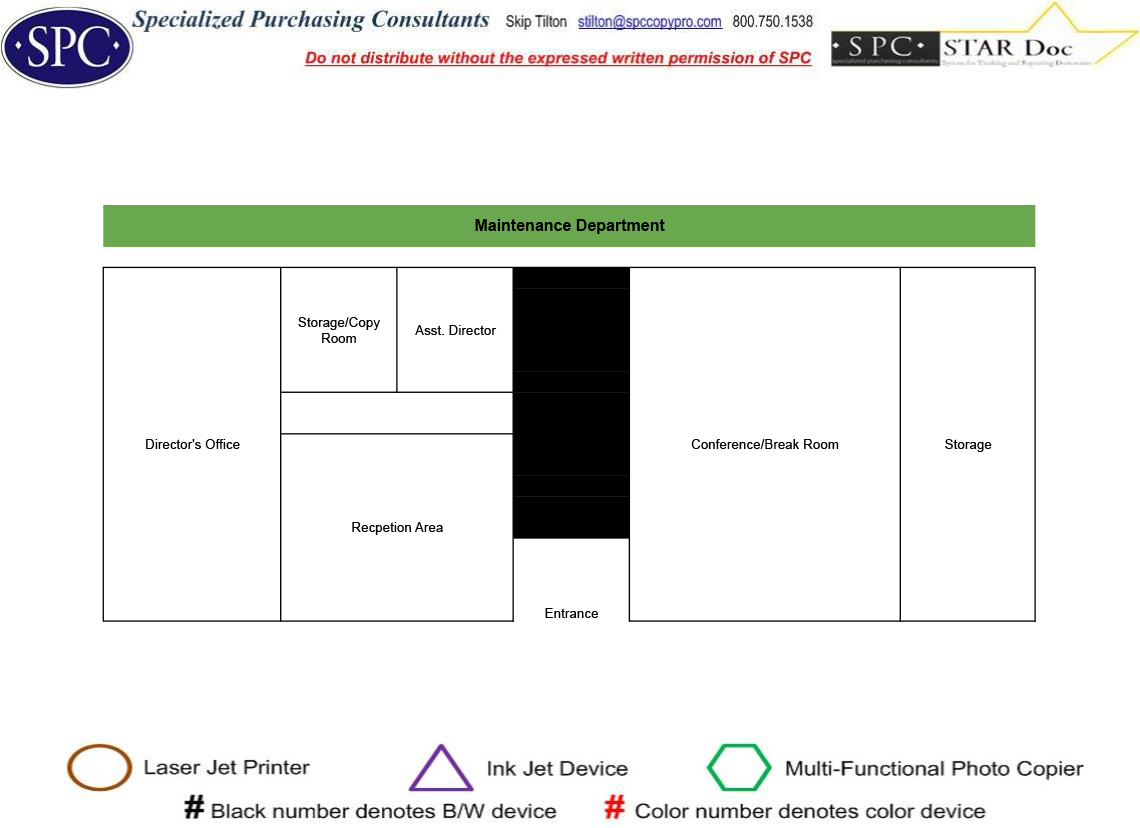 Specialized Purchasing Consultants Skip Tilton stilton@spccopypro.com 800.750.1538
·SPC·
Do not distribute without the expressed written permission of SPC
·SPC· STAR Doc
specialized purchasing consultants System for Tracking and Reporting Documents
Maintenance Department
Storage/Copy
Room
Asst. Director
Director's Office
Conference/Break Room
Storage
Recpetion Area
Entrance
Laser Jet Printer
Ink Jet Device
Multi-Functional Photo Copier
# Black number denotes B/W device
# Color number denotes color device